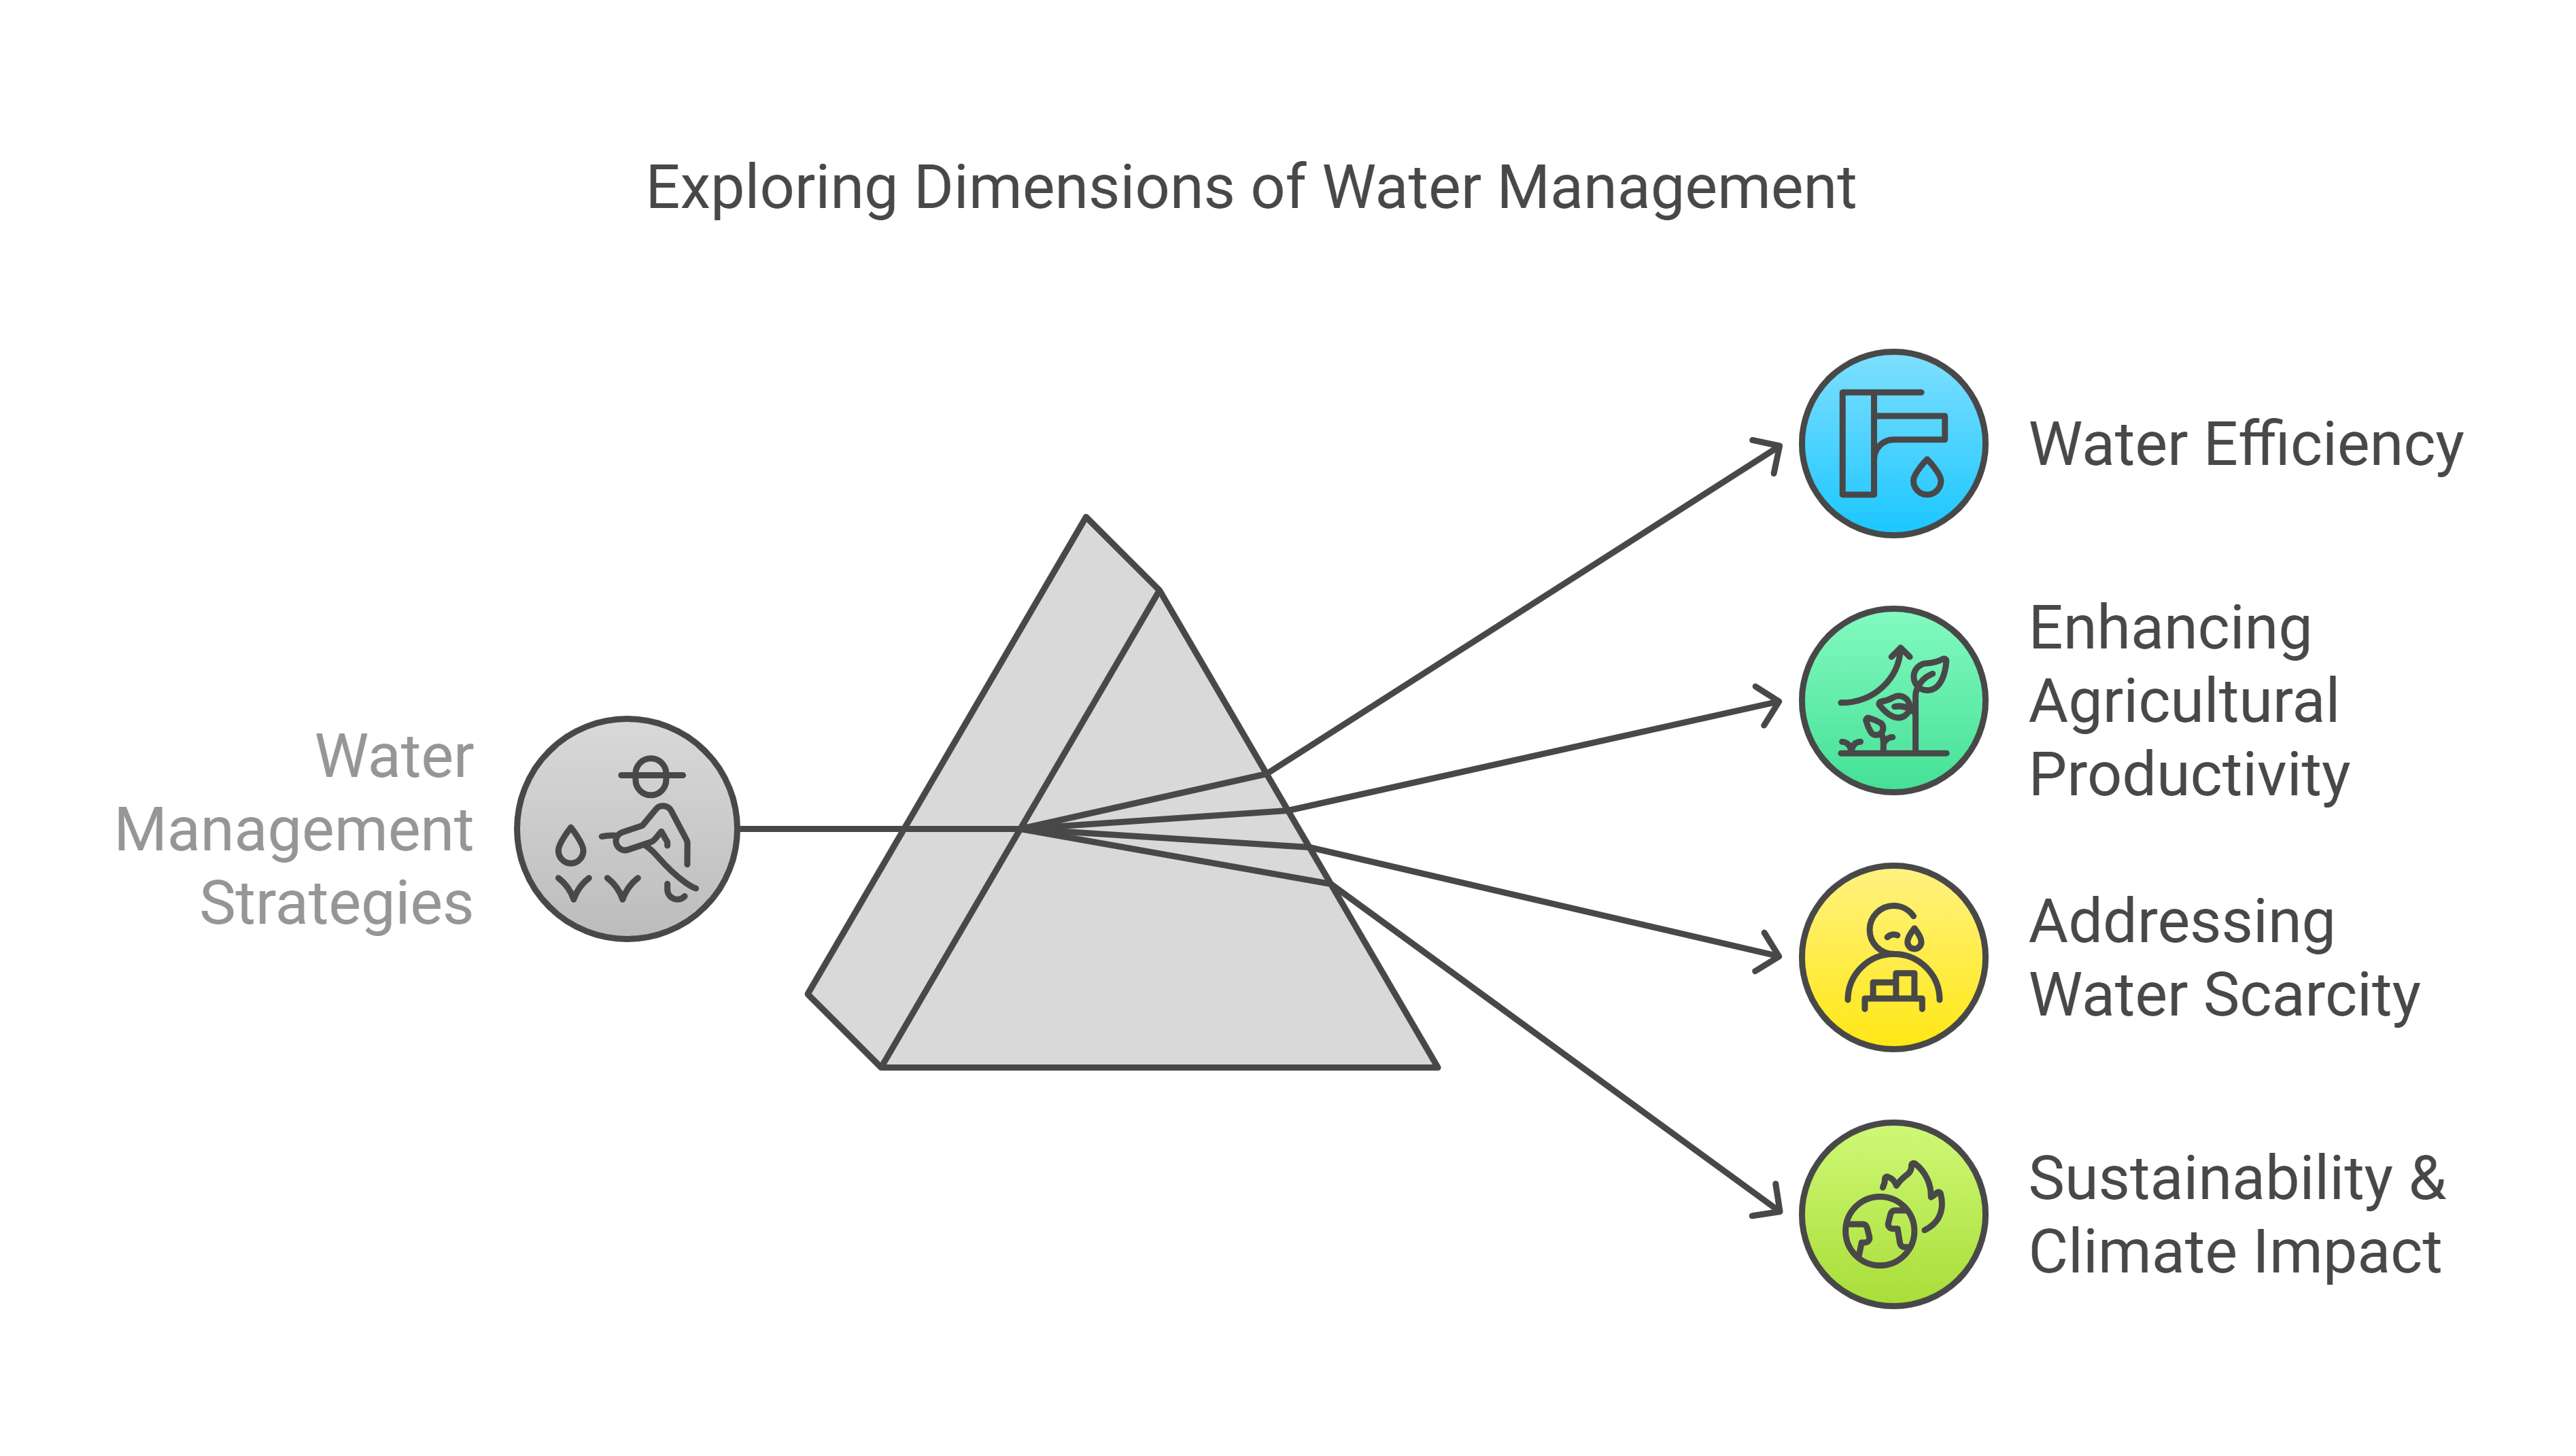 Exploring Dimensions of Water Management
Water
Management
Strategies
Water Efficiency
Enhancing
Agricultural
Productivity
Addressing
Water Scarcity
Sustainability &
Climate Impact